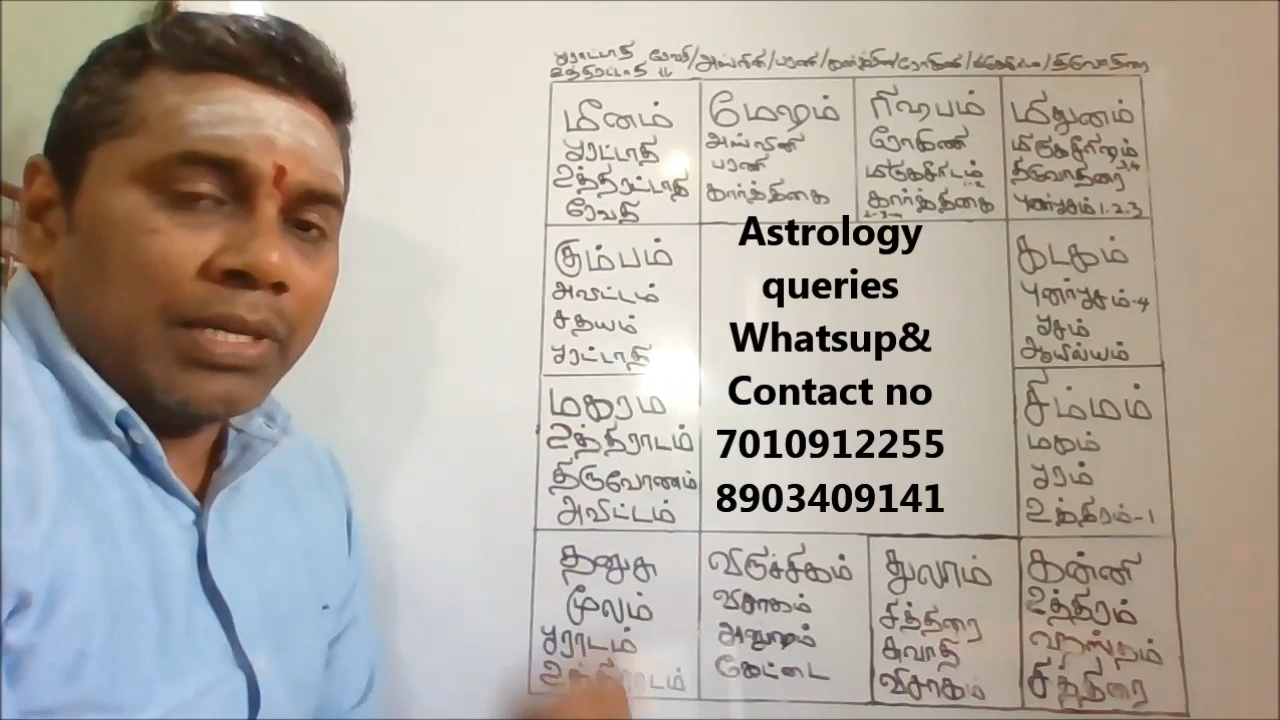 மீனம்
பூரட்டாதி
உத்திரட்டாதி
ரேவதி
மேஷம்
அஸ்வினி
பரணி
கார்த்திகை
ரிஷபம்
ரோகிணி
கார்த்திகை
மிதுனம்
மிருகசீரிஷம்
திருவாதிரை
புனர்பூசம் 1-2-3
கும்பம்
அவிட்டம்
சதயம்
பூரட்டாதி
Astrology
queries
Whatsup&
Contact no
7010912255
8903409141
கடகம்
புனர்பூசம்-4
பூசம்
ஆயில்யம்
மகரம்
உத்திராடம்
திருவோணம்
அவிட்டம்
சிம்மம்
மகம்
பூரம்
உத்திரம்-1
தனுசு
மூலம்
பூராடம்
உத்திராடம்
விருச்சிகம்
விசாகம்
அனுஷம்
கேட்டை
துலாம்
சித்திரை
சுவாதி
விசாகம்
கன்னி
உத்திரம்
ஹஸ்தம்
சித்திரை